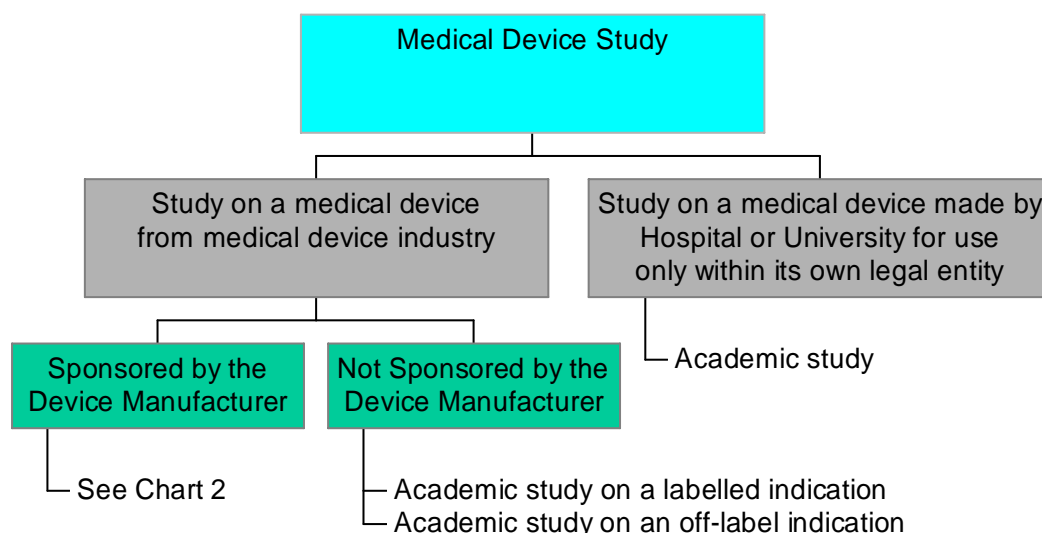 Medical Device Study
Study on a medical device
from medical device industry
Study on a medical device made by
Hospital or University for use
only within its own legal entity
Sponsored by the
Device Manufacturer
Not Sponsored by the
Device Manufacturer
Academic study
See Chart 2
Academic study on a labelled indication
Academic study on an off-label indication